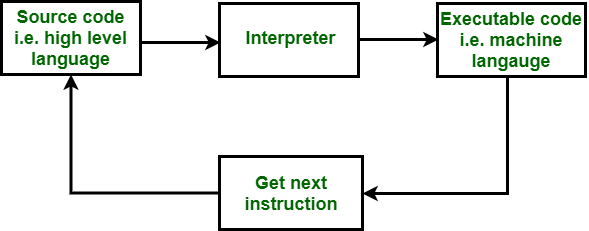 Source code
i.e. high level
language
Interpreter
Executable code
i.e. machine
langauge
Get next
instruction